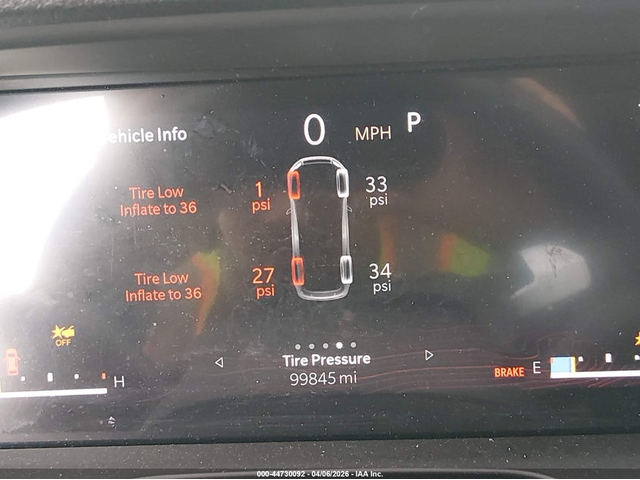 ehicle Info
0 MPH P
Tire Low
Inflate to 36
1
psi
33
psi
Tire Low
Inflate to 36
27
psi
34
psi
OFF
Tire Pressure
99845 mi
H
BRAKE E
000-44730092 - 04/06/2026 - IAA Inc.